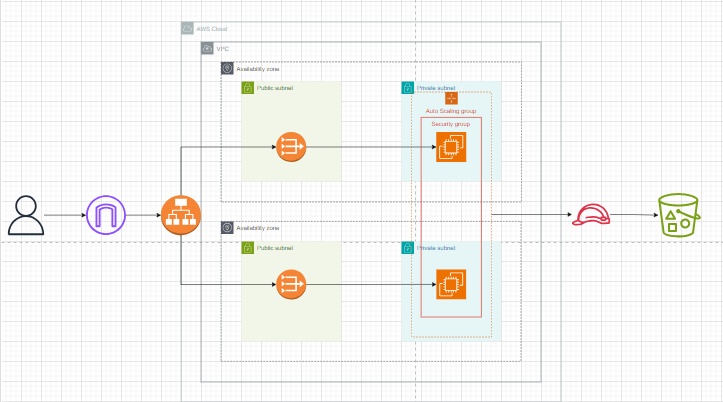 AWS Cloud
VPC
Availability zone
Public subnet
Private subnet
Auto Scaling group
Security group
Availability zone
Public subnet
Private subnet